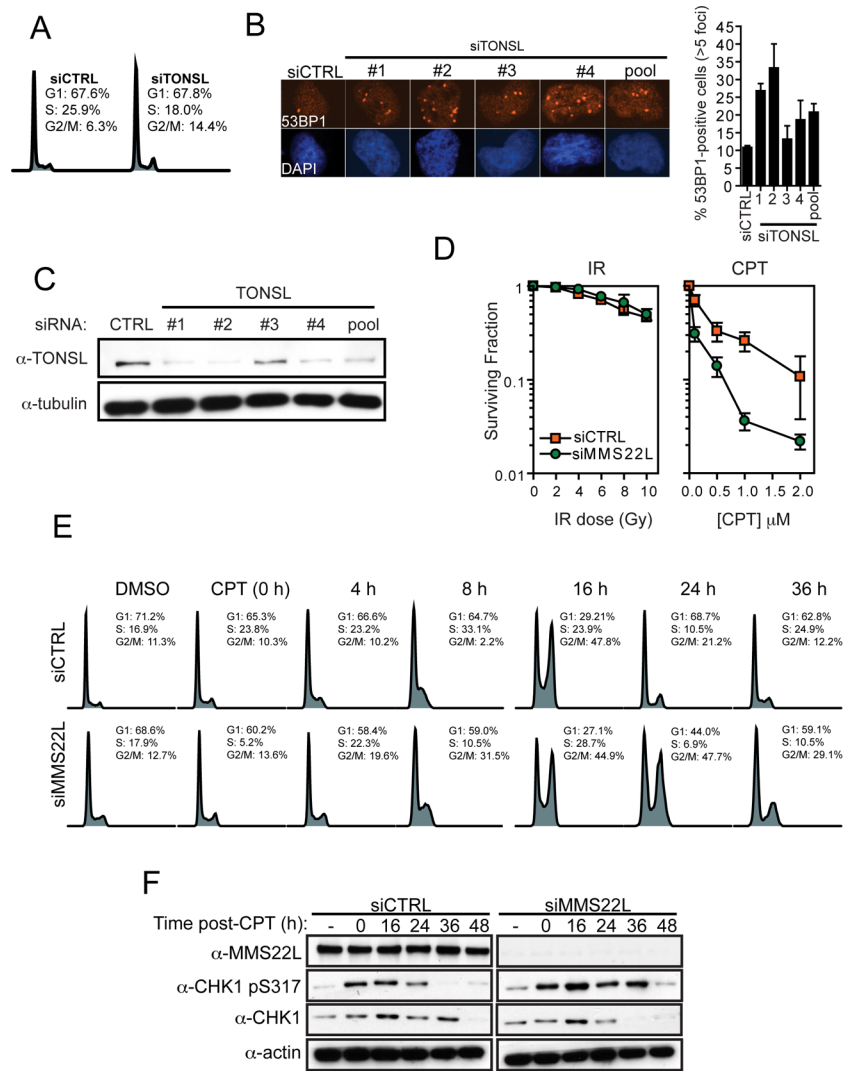 A
siCTRL
G1: 67.6%
S: 25.9%
G2/M: 6.3%
siTONSL
G1: 67.8%
S: 18.0%
G2/M: 14.4%
B
siTONSL
siCTRL #1 #2 #3 #4 pool
53BP1
DAPI
% 53BP1-positive cells (>5 foci)
45
40
35
30
25
20
15
10
5
0
siCTRL 1 2 3 4 pool
siTONSL
C
TONSL
siRNA: CTRL #1 #2 #3 #4 pool
α-TONSL
α-tubulin
D
IR CPT
Surviving Fraction
1
0.1
0.01
siCTRL
siMMS22L
0 2 4 6 8 10
IR dose (Gy)
0.0 0.5 1.0 1.5 2.0
[CPT] μM
E
DMSO CPT (0 h) 4 h 8 h 16 h 24 h 36 h
siCTRL
G1: 71.2%
S: 16.9%
G2/M: 11.3%
G1: 65.3%
S: 23.8%
G2/M: 10.3%
G1: 66.6%
S: 23.2%
G2/M: 10.2%
G1: 64.7%
S: 33.1%
G2/M: 2.2%
G1: 29.21%
S: 23.9%
G2/M: 47.8%
G1: 68.7%
S: 10.5%
G2/M: 21.2%
G1: 62.8%
S: 24.9%
G2/M: 12.2%
siMMS22L
G1: 68.6%
S: 17.9%
G2/M: 12.7%
G1: 60.2%
S: 5.2%
G2/M: 13.6%
G1: 58.4%
S: 22.3%
G2/M: 19.6%
G1: 59.0%
S: 10.5%
G2/M: 31.5%
G1: 27.1%
S: 28.7%
G2/M: 44.9%
G1: 44.0%
S: 6.9%
G2/M: 47.7%
G1: 59.1%
S: 10.5%
G2/M: 29.1%
F
siCTRL siMMS22L
Time post-CPT (h): - 0 16 24 36 48 - 0 16 24 36 48
α-MMS22L
α-CHK1 pS317
α-CHK1
α-actin